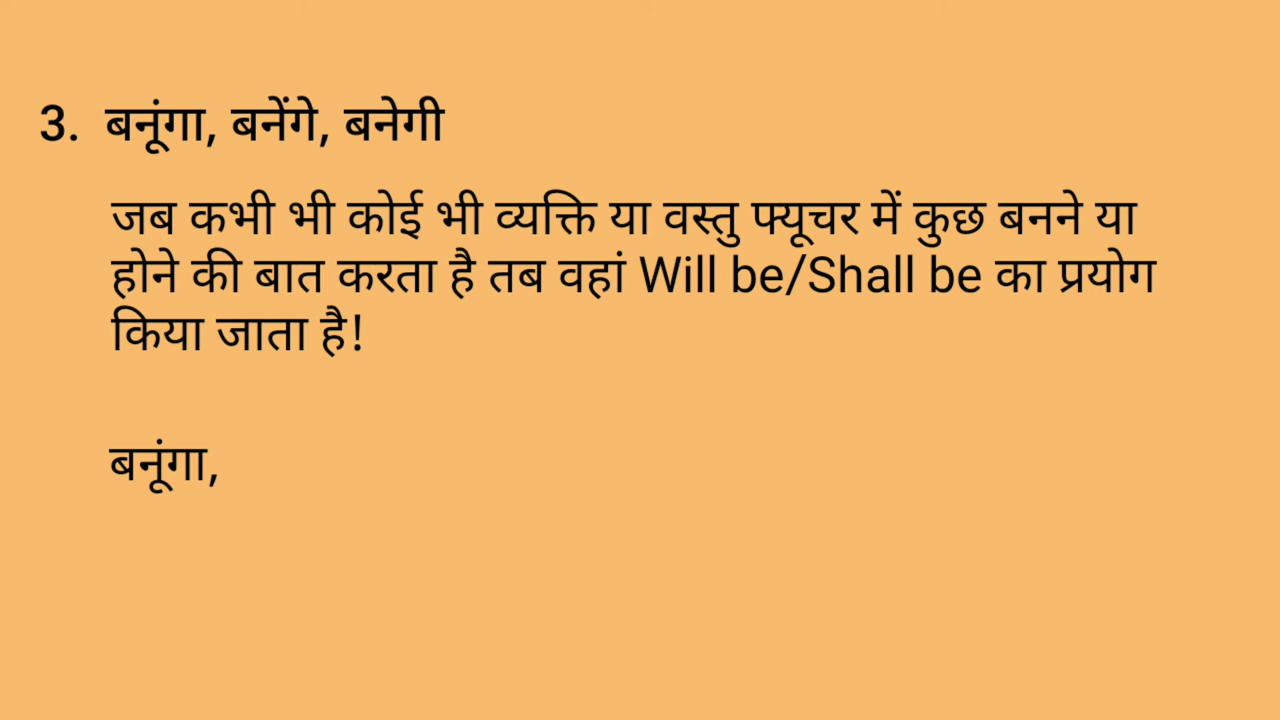 3. बनूंगा, बनेंगे, बनेगी
जब कभी भी कोई भी व्यक्ति या वस्तु फ्यूचर में कुछ बनने या
होने की बात करता है तब वहां Will be/Shall be का प्रयोग
किया जाता है!
बनूंगा,